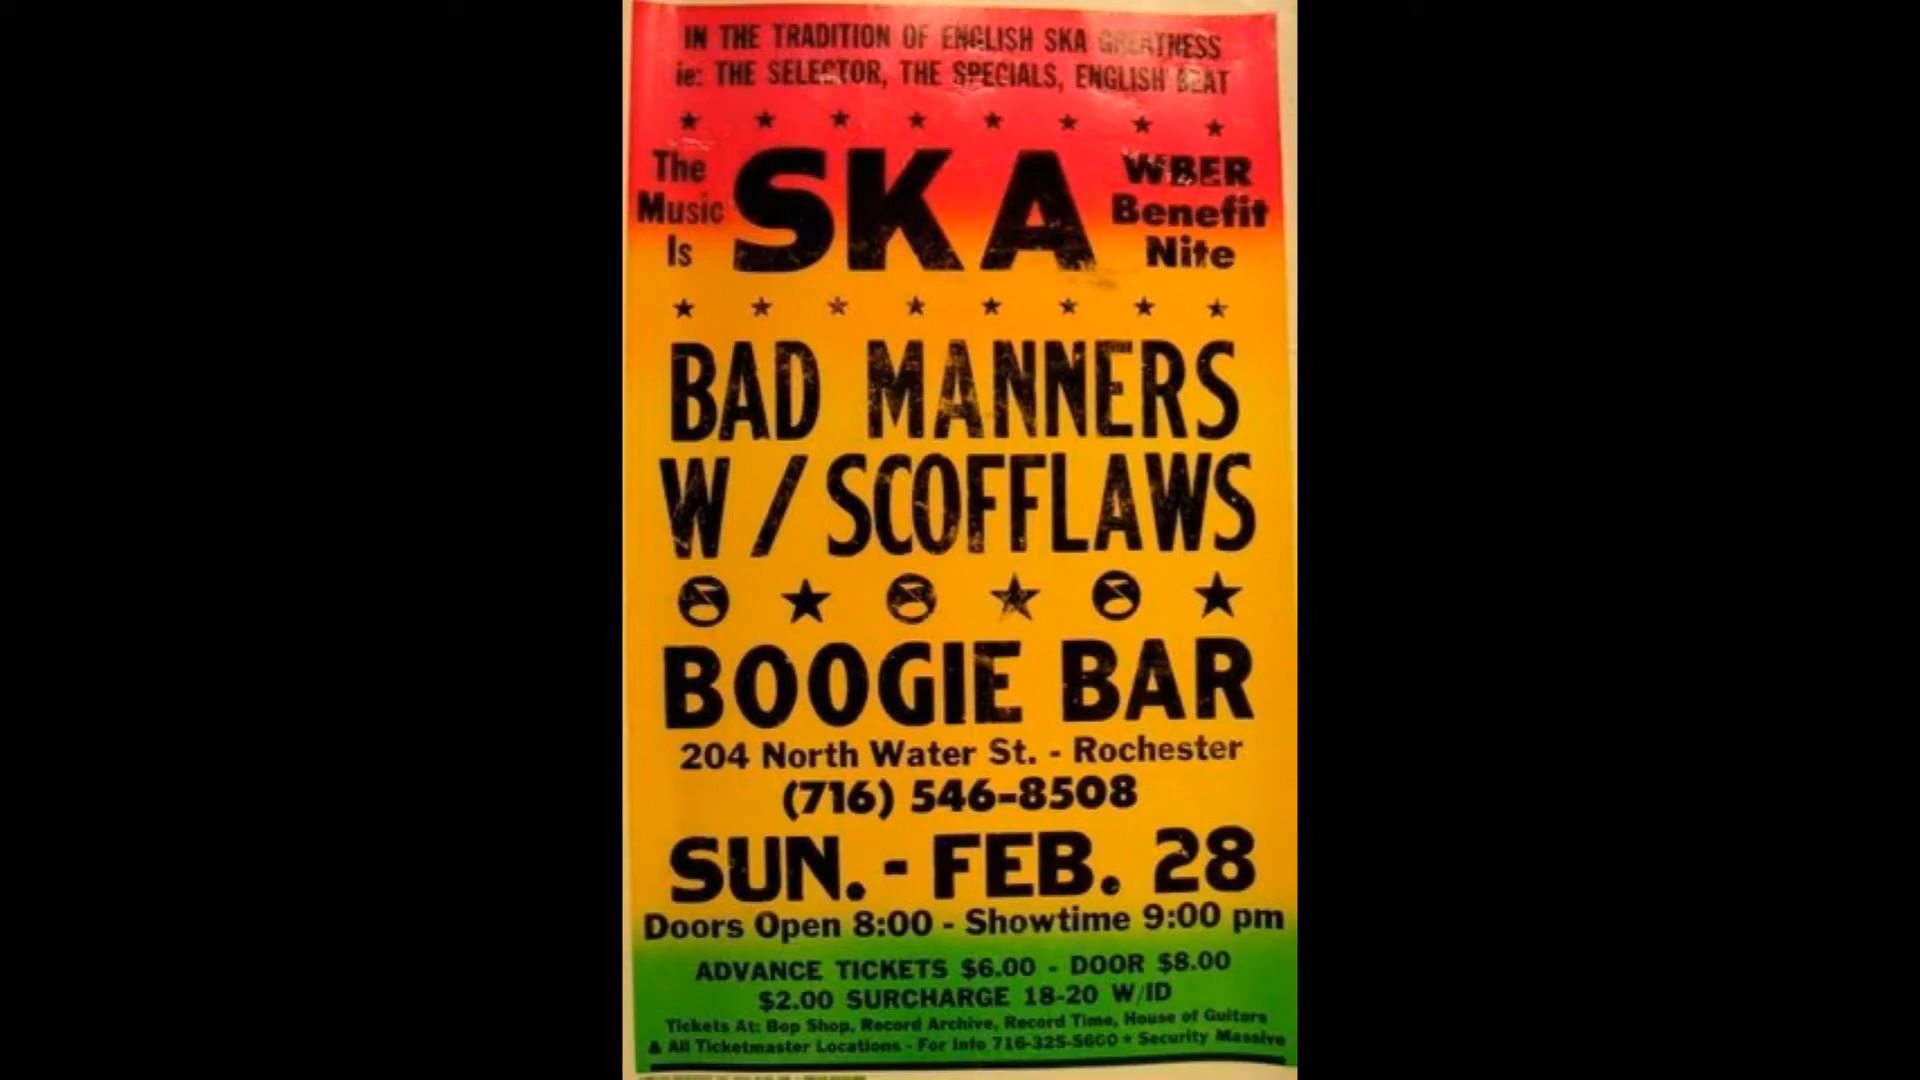 IN THE TRADITION OF ENGLISH SKA GREATNESS
ie: THE SELECTOR, THE SPECIALS, ENGLISH BEAT
The Music Is
SKA
WBER Benefit Nite
BAD MANNERS
W/SCOFFLAWS
BOOGIE BAR
204 North Water St. - Rochester
(716) 546-8508
SUN. - FEB. 28
Doors Open 8:00 - Showtime 9:00 pm
ADVANCE TICKETS $6.00 - DOOR $8.00
$2.00 SURCHARGE 18-20 W/ID
Tickets At: Bop Shop, Record Archive, Record Time, House of Guitars
& All Ticketmaster Locations - For Info 716-325-5600 * Security Massive